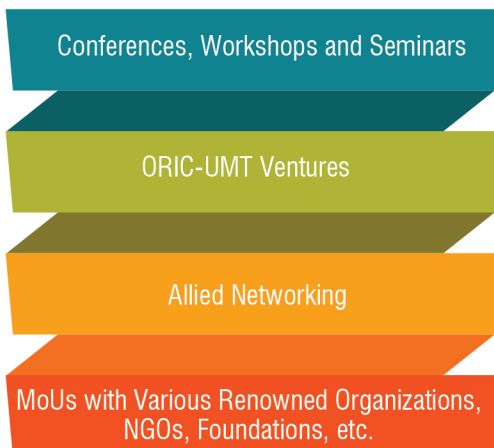 Conferences, Workshops and Seminars
ORIC-UMT Ventures
Allied Networking
MoUs with Various Renowned Organizations,
NGOs, Foundations, etc.